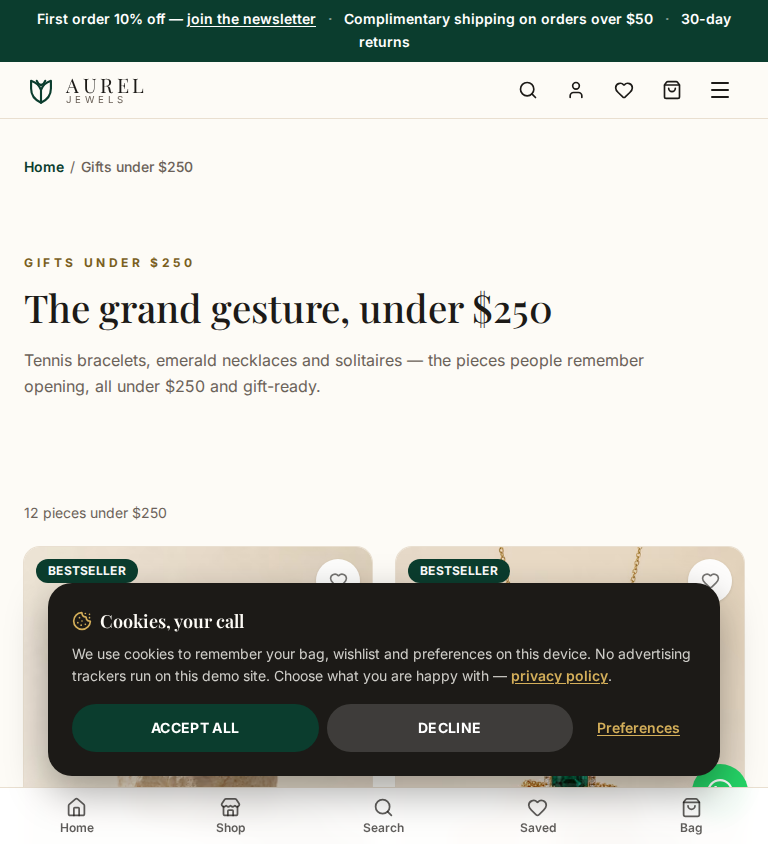 First order 10% off — join the newsletter · Complimentary shipping on orders over $50 · 30-day
returns
AUREL
JEWELS
Home / Gifts under $250
GIFTS UNDER $250
The grand gesture, under $250
Tennis bracelets, emerald necklaces and solitaires — the pieces people remember
opening, all under $250 and gift-ready.
12 pieces under $250
BESTSELLER BESTSELLER
Cookies, your call
We use cookies to remember your bag, wishlist and preferences on this device. No advertising
trackers run on this demo site. Choose what you are happy with — privacy policy.
ACCEPT ALL DECLINE Preferences
Home Shop Search Saved Bag